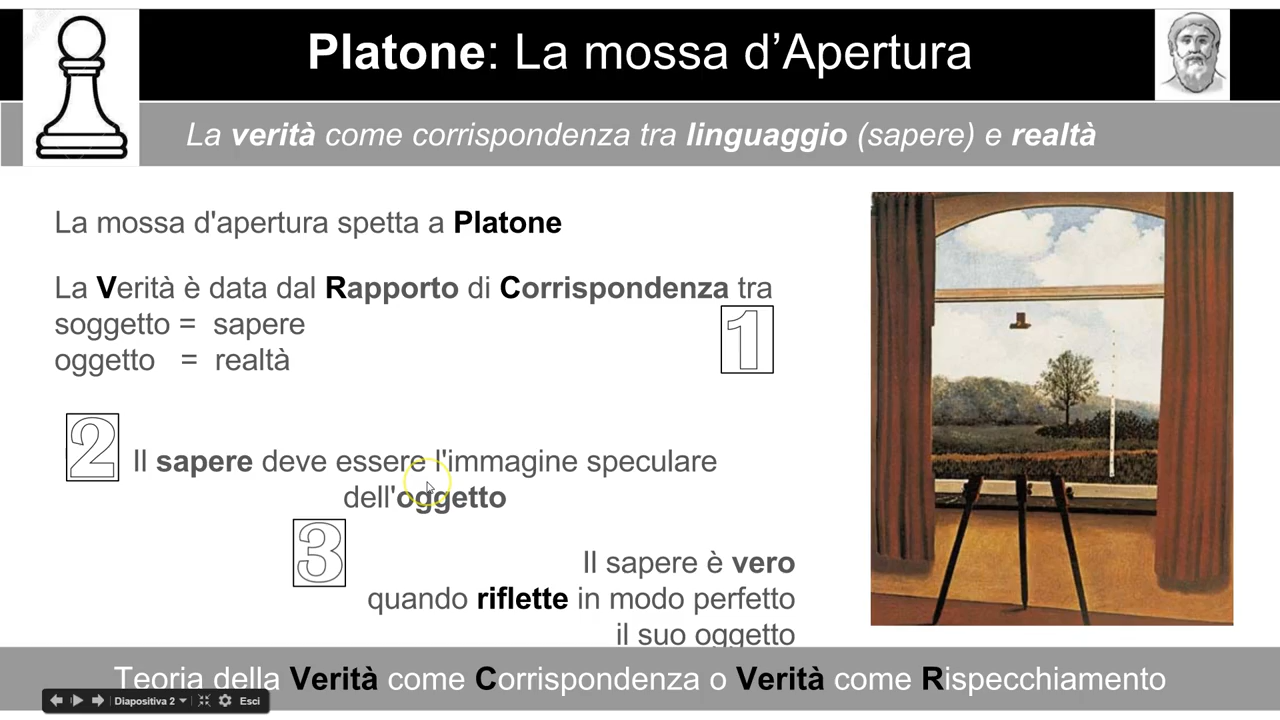 Platone: La mossa d'Apertura
La verità come corrispondenza tra linguaggio (sapere) e realtà
La mossa d'apertura spetta a Platone
La Verità è data dal Rapporto di Corrispondenza tra
soggetto = sapere
oggetto = realtà
1
2
Il sapere deve essere l'immagine speculare
dell'oggetto
3
Il sapere è vero
quando riflette in modo perfetto
il suo oggetto
Teoria della Verità come Corrispondenza o Verità come Rispecchiamento
Diapositiva 2
Esci